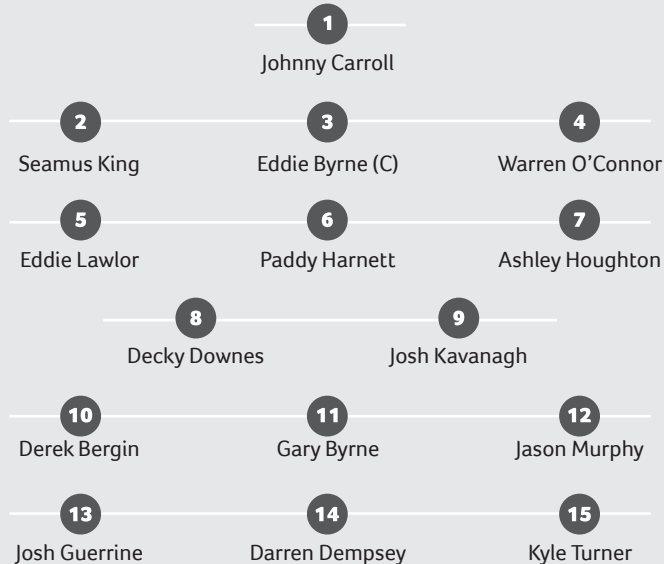 1
Johnny Carroll
2 3 4
Seamus King Eddie Byrne (C) Warren O’Connor
5 6 7
Eddie Lawlor Paddy Harnett Ashley Houghton
8 9
Decky Downes Josh Kavanagh
10 11 12
Derek Bergin Gary Byrne Jason Murphy
13 14 15
Josh Guerrine Darren Dempsey Kyle Turner